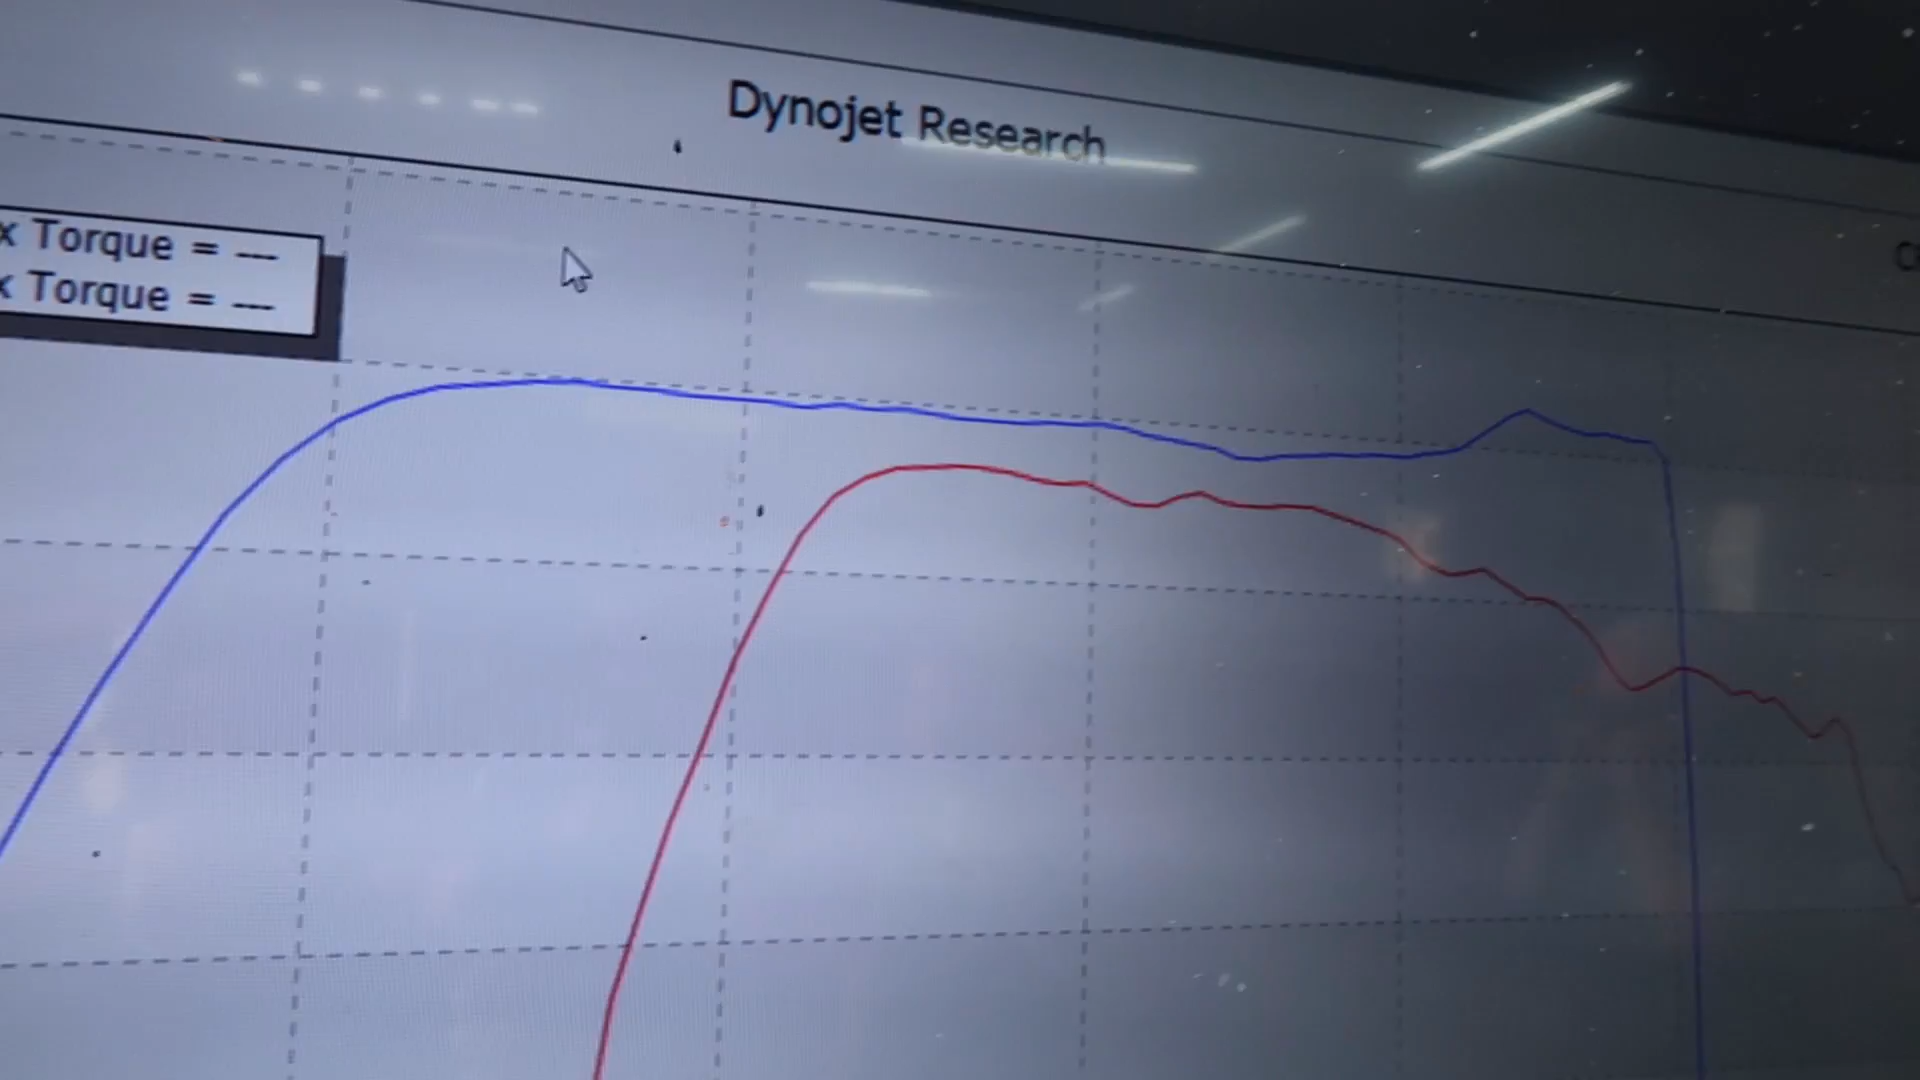 Dynojet Research
x Torque = ---
x Torque = ---